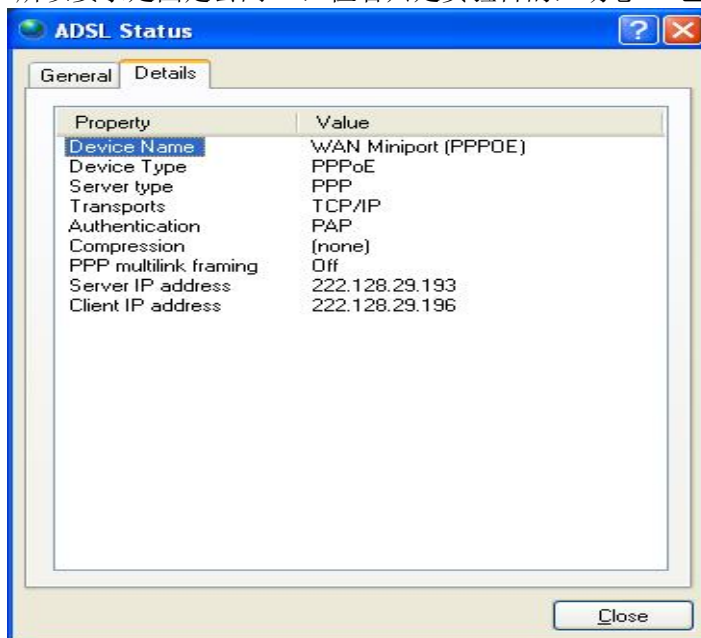 ADSL Status
General Details
Property Value
Device Name WAN Miniport (PPPOE)
Device Type PPPoE
Server type PPP
Transports TCP/IP
Authentication PAP
Compression (none)
PPP multilink framing Off
Server IP address 222.128.29.193
Client IP address 222.128.29.196
Close